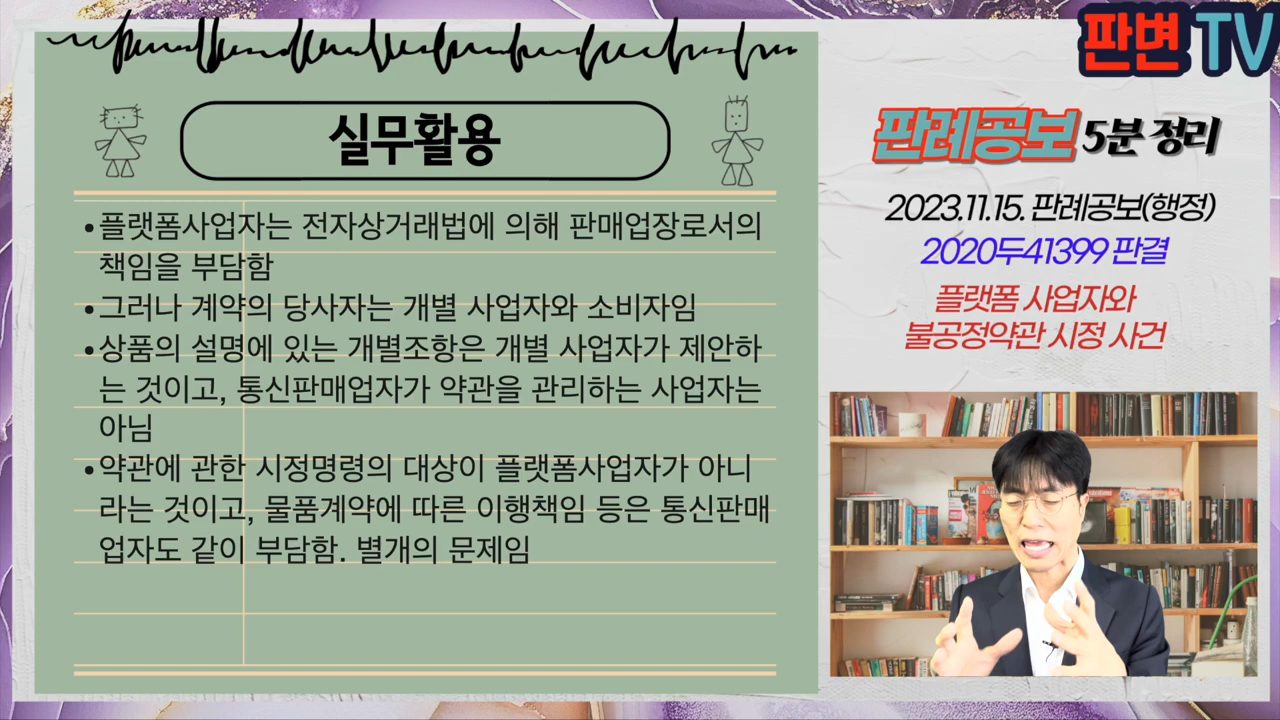 판변 TV
실무활용
•플랫폼사업자는 전자상거래법에 의해 판매업장로서의
책임을 부담함
•그러나 계약의 당사자는 개별 사업자와 소비자임
•상품의 설명에 있는 개별조항은 개별 사업자가 제안하
는 것이고, 통신판매업자가 약관을 관리하는 사업자는
아님
•약관에 관한 시정명령의 대상이 플랫폼사업자가 아니
라는 것이고, 물품계약에 따른 이행책임 등은 통신판매
업자도 같이 부담함. 별개의 문제임
판례공보 5분 정리
2023.11.15. 판례공보(행정)
2020두41399 판결
플랫폼 사업자와
불공정약관 시정 사건